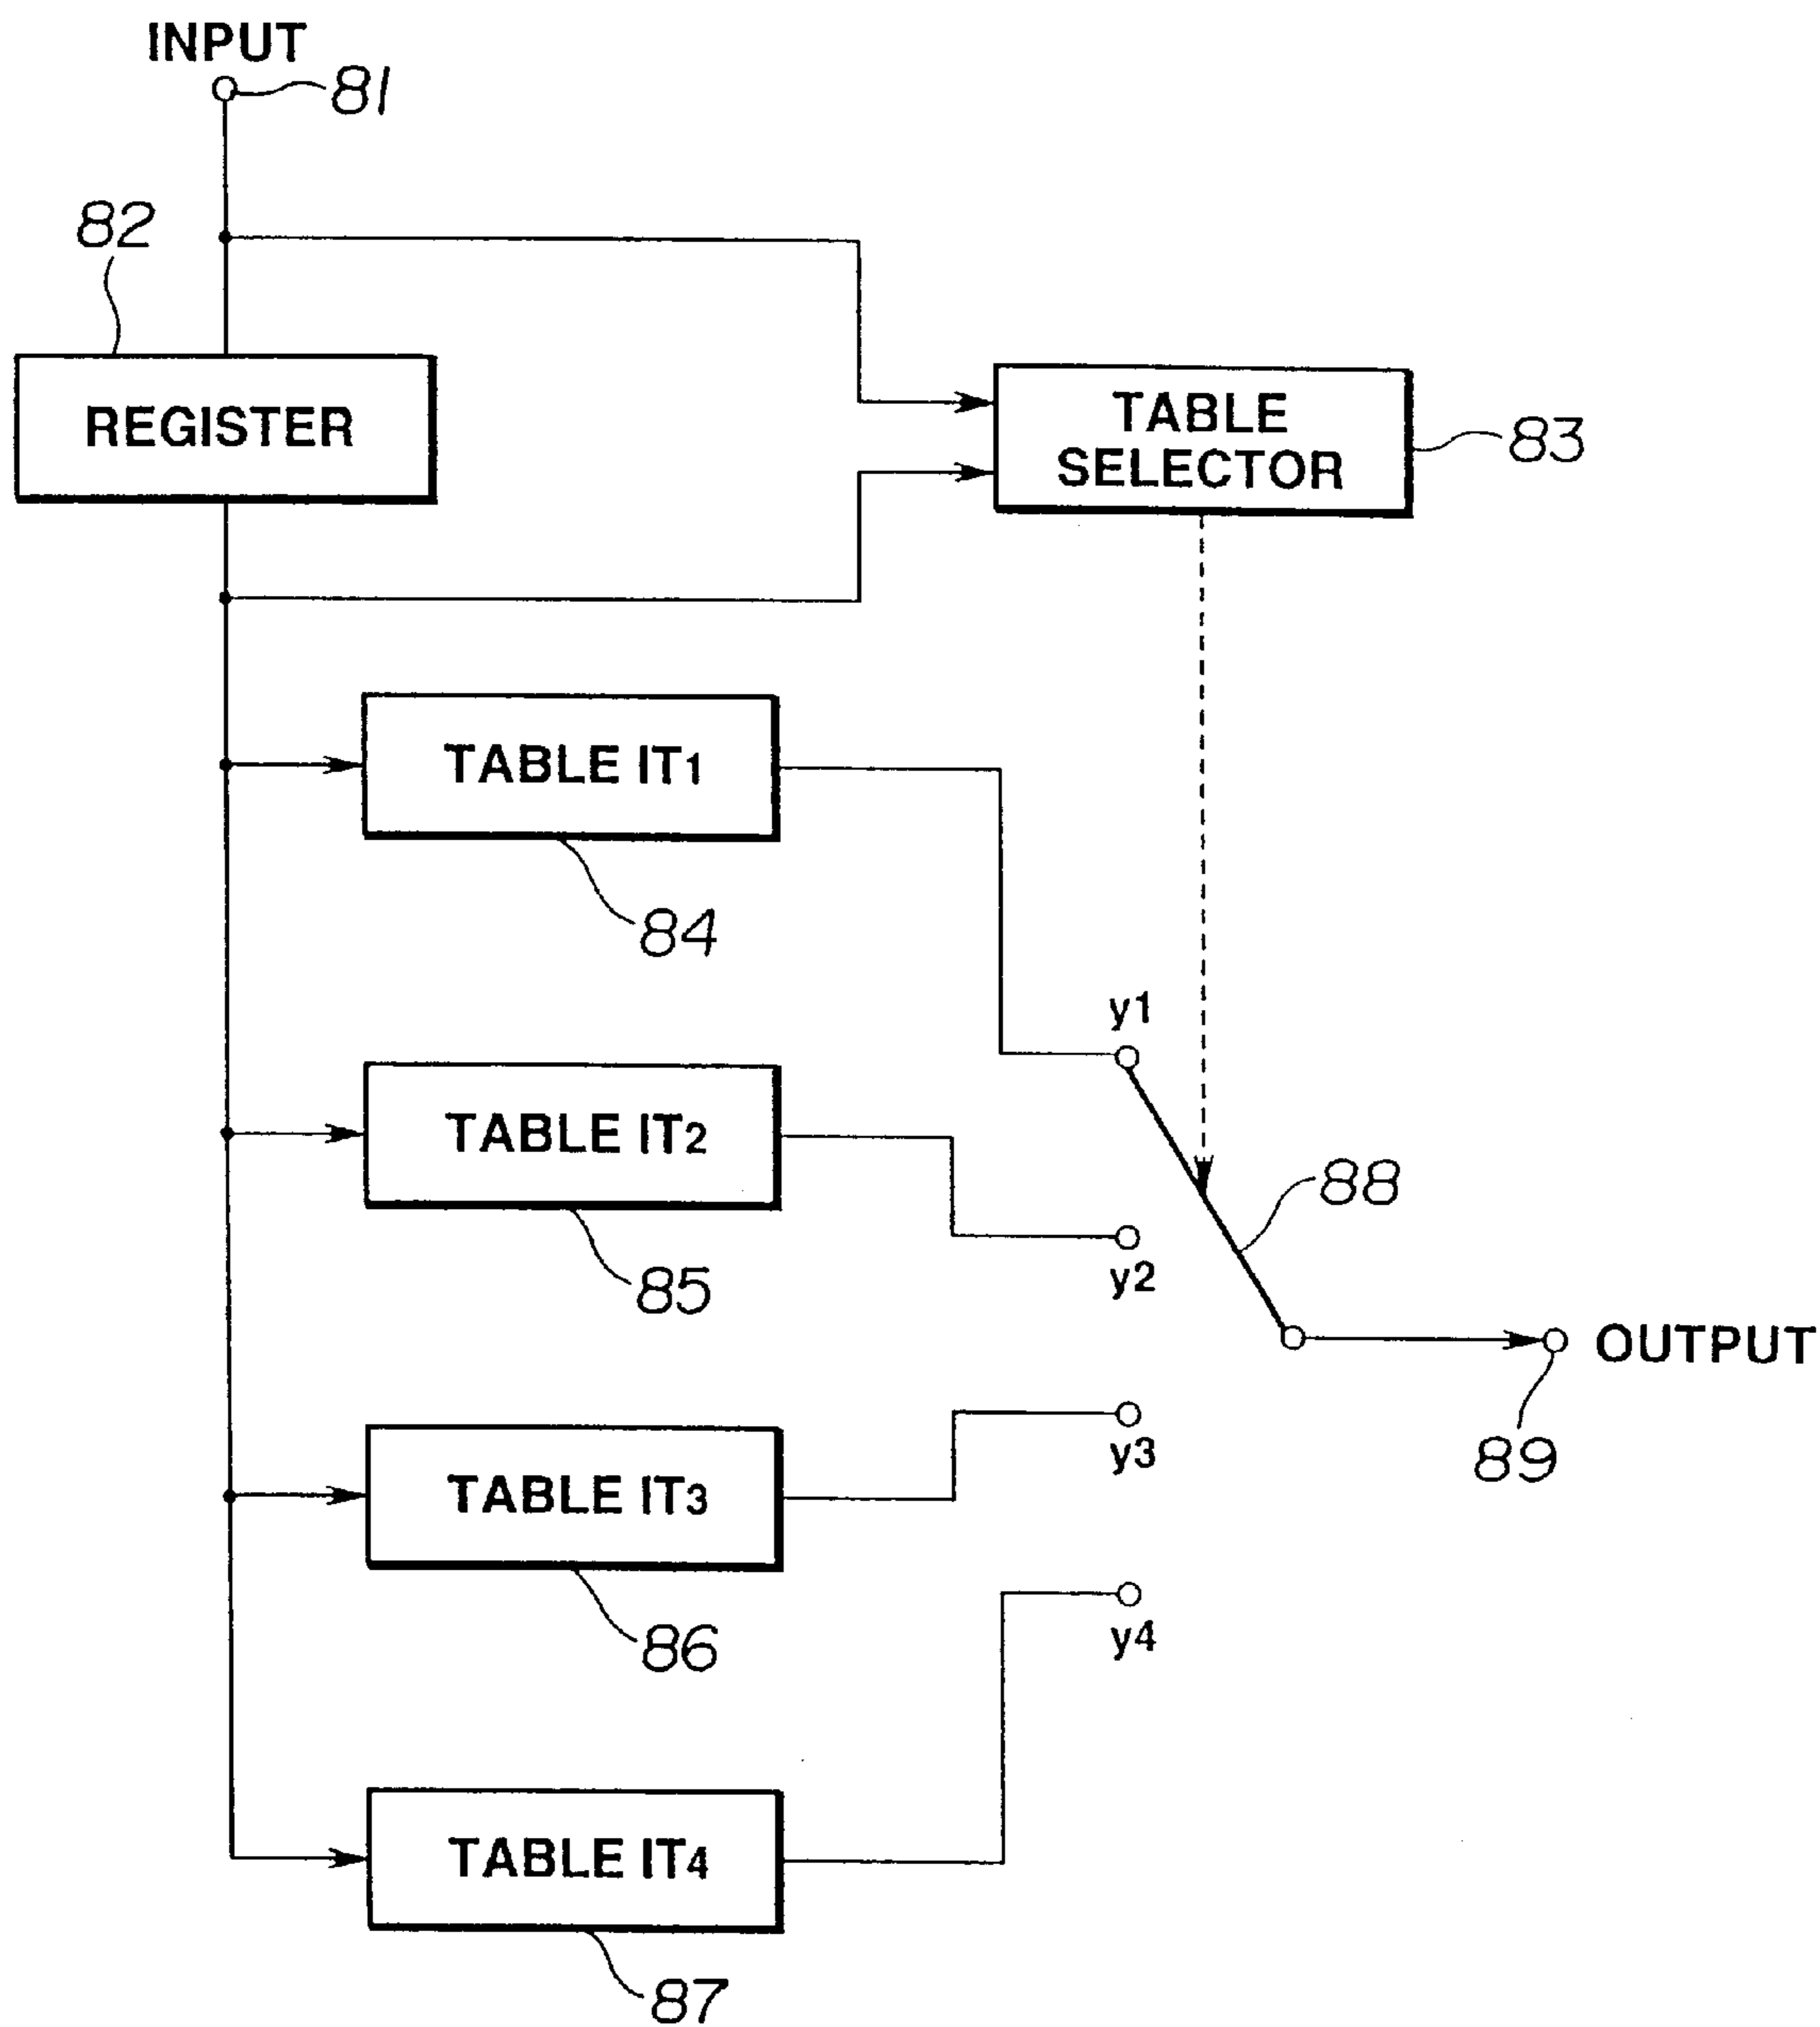 INPUT
81
82
REGISTER
TABLE
SELECTOR
83
TABLE IT1
84
y1
TABLE IT2
88
85
y2
OUTPUT
TABLE IT3
y3
89
86
y4
TABLE IT4
87